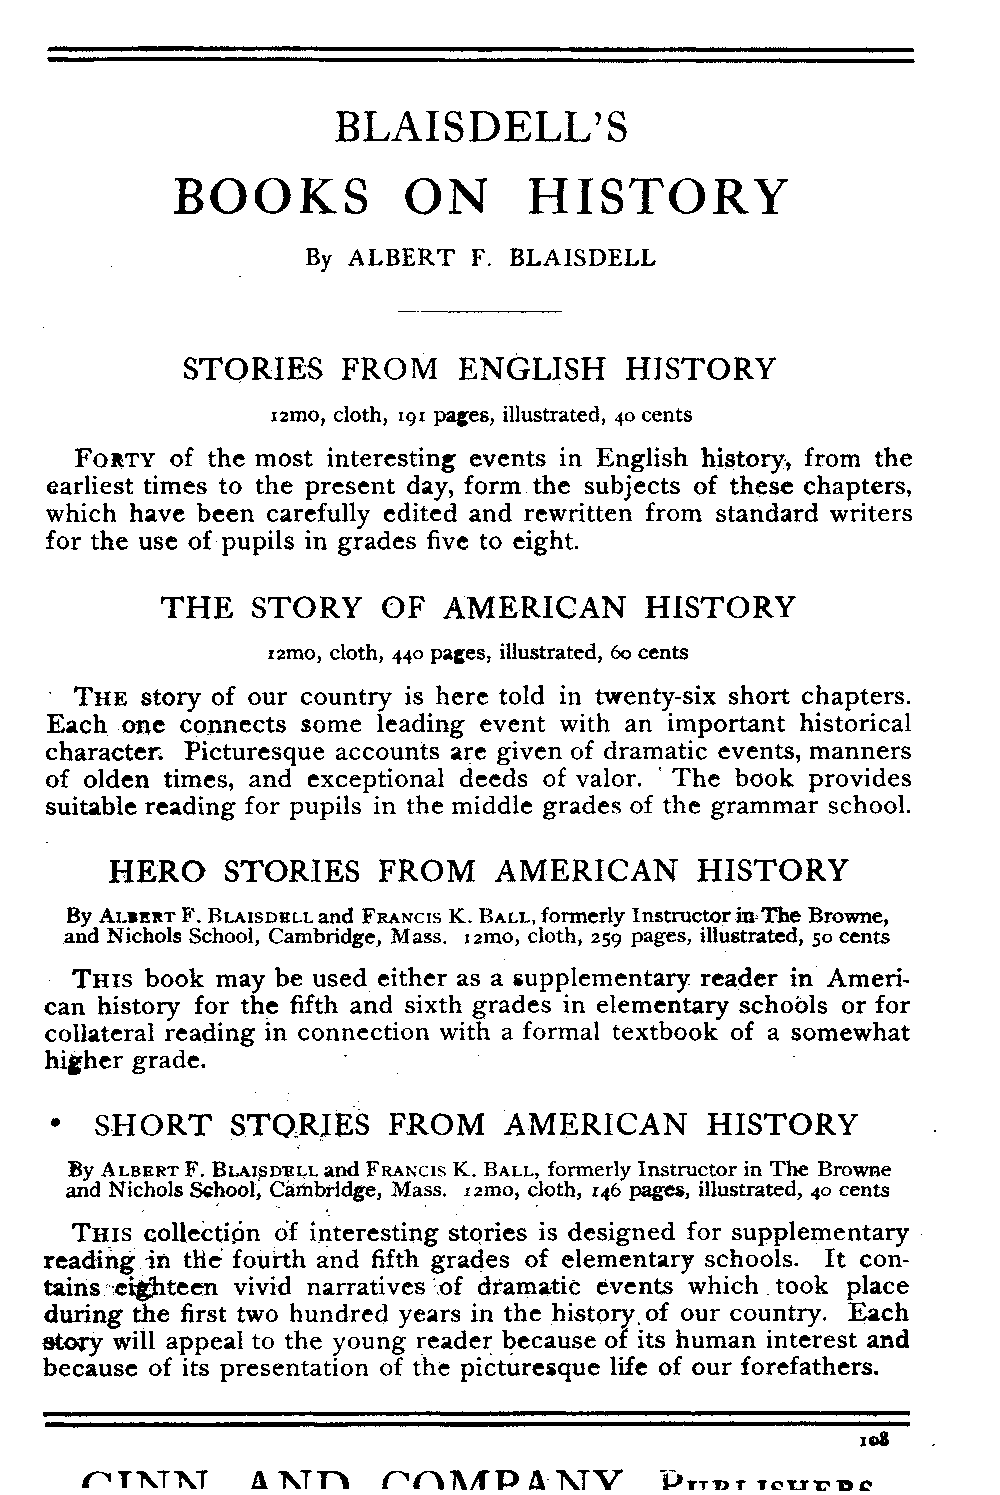 BLAISDELL'S
BOOKS ON HISTORY
By ALBERT F. BLAISDELL
STORIES FROM ENGLISH HISTORY
12mo, cloth, 191 pages, illustrated, 40 cents
FORTY of the most interesting events in English history, from the
earliest times to the present day, form the subjects of these chapters,
which have been carefully edited and rewritten from standard writers
for the use of pupils in grades five to eight.
THE STORY OF AMERICAN HISTORY
12mo, cloth, 440 pages, illustrated, 60 cents
THE story of our country is here told in twenty-six short chapters.
Each one connects some leading event with an important historical
character. Picturesque accounts are given of dramatic events, manners
of olden times, and exceptional deeds of valor. The book provides
suitable reading for pupils in the middle grades of the grammar school.
HERO STORIES FROM AMERICAN HISTORY
By ALBERT F. BLAISDELL and FRANCIS K. BALL, formerly Instructor in The Browne,
and Nichols School, Cambridge, Mass. 12mo, cloth, 259 pages, illustrated, 50 cents
THIS book may be used either as a supplementary reader in Ameri-
can history for the fifth and sixth grades in elementary schools or for
collateral reading in connection with a formal textbook of a somewhat
higher grade.
• SHORT STORIES FROM AMERICAN HISTORY
By ALBERT F. BLAISDELL and FRANCIS K. BALL, formerly Instructor in The Browne
and Nichols School, Cambridge, Mass. 12mo, cloth, 146 pages, illustrated, 40 cents
THIS collection of interesting stories is designed for supplementary
reading in the fourth and fifth grades of elementary schools. It con-
tains eighteen vivid narratives of dramatic events which took place
during the first two hundred years in the history of our country. Each
story will appeal to the young reader because of its human interest and
because of its presentation of the picturesque life of our forefathers.
108
GINN AND COMPANY PUBLISHERS